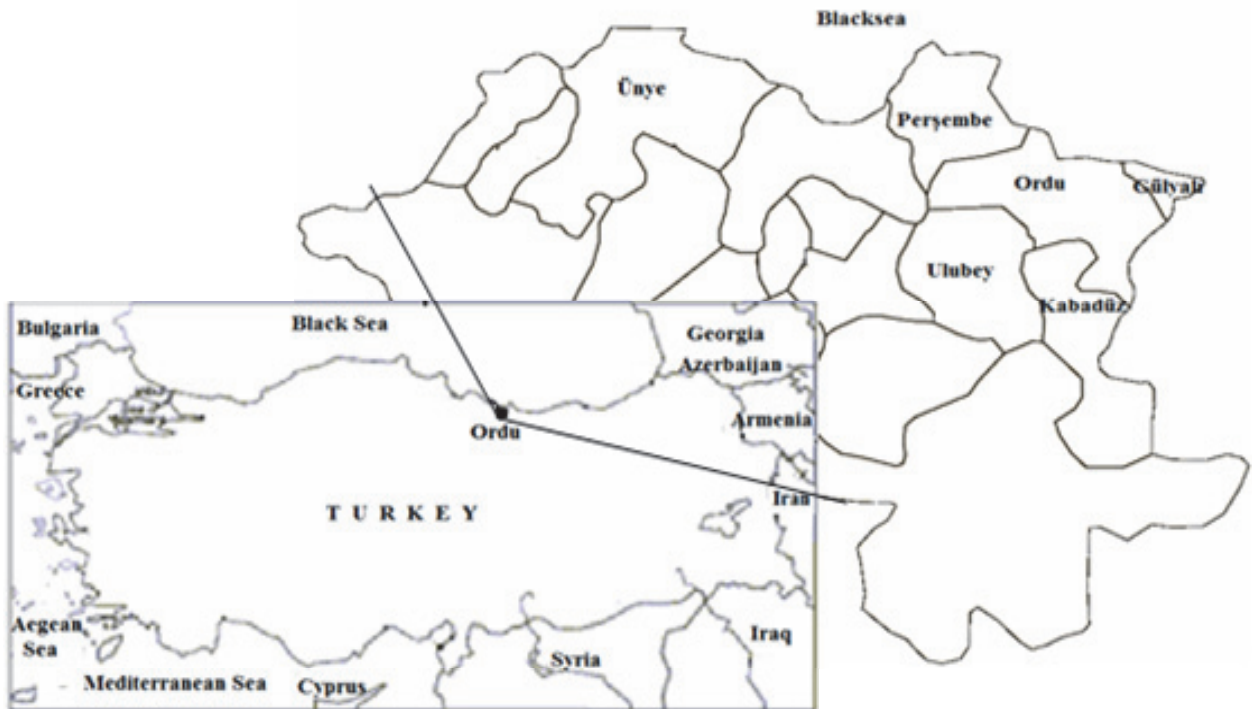 Blacksea
Ünye
Perşembe
Ordu
Gülyalı
Ulubey
Kabadüz
Bulgaria
Black Sea
Georgia
Azerbaijan
Greece
Armenia
Ordu
Iran
T U R K E Y
Aegean
Sea
Iraq
Syria
Mediterranean Sea
Cyprus